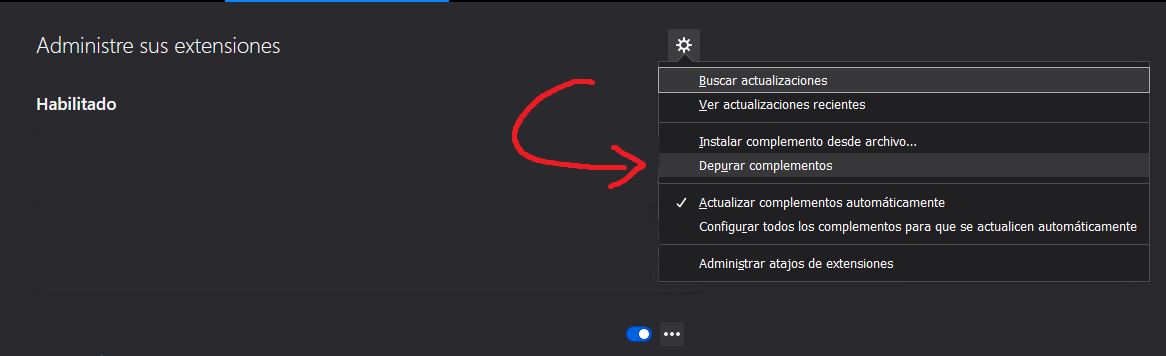 Administre sus extensiones
Habilitado
Buscar actualizaciones
Ver actualizaciones recientes
Instalar complemento desde archivo...
Depurar complementos
Actualizar complementos automáticamente
Configurar todos los complementos para que se actualicen automáticamente
Administrar atajos de extensiones